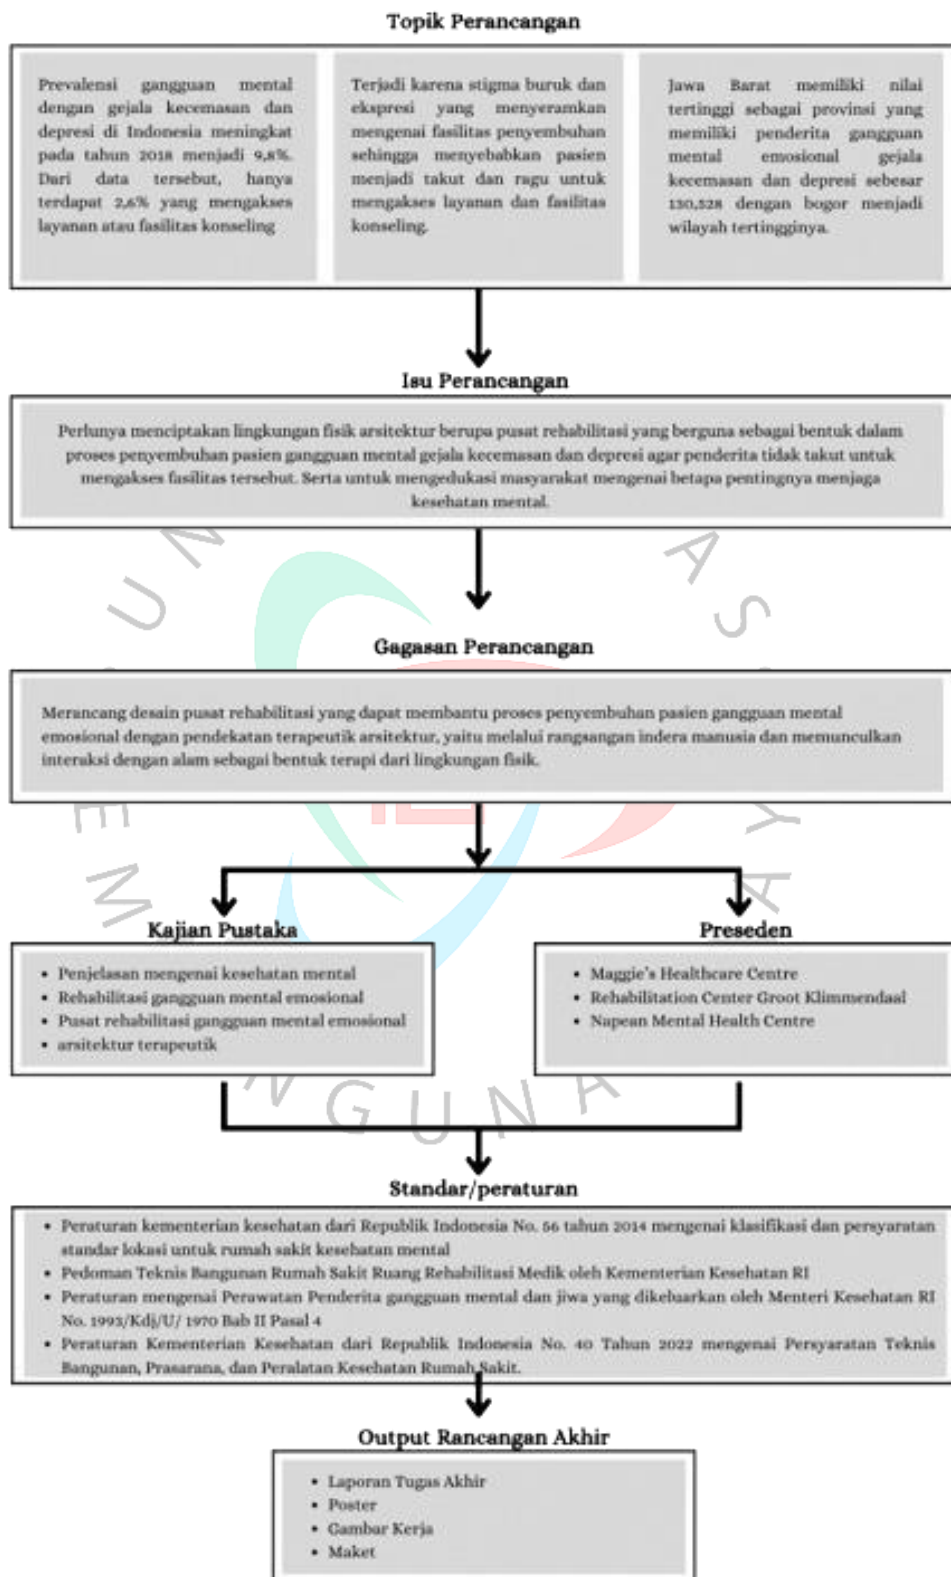 Topik Perancangan
Prevalensi gangguan mental
dengan gejala kecemasan dan
depresi di Indonesia meningkat
pada tahun 2018 menjadi 9,8%.
Dari data tersebut, hanya
terdapat 2,6% yang mengakses
layanan atau fasilitas konseling
Terjadi karena stigma buruk dan
ekspresi yang menyeramkan
mengenai fasilitas penyembuhan
sehingga menyebabkan pasien
menjadi takut dan ragu untuk
mengakses layanan dan fasilitas
konseling.
Jawa Barat memiliki nilai
tertinggi sebagai provinsi yang
memiliki penderita gangguan
mental emosional gejala
kecemasan dan depresi sebesar
130,528 dengan bogor menjadi
wilayah tertingginya.
Isu Perancangan
Perlunya menciptakan lingkungan fisik arsitektur berupa pusat rehabilitasi yang berguna sebagai bentuk dalam
proses penyembuhan pasien gangguan mental gejala kecemasan dan depresi agar penderita tidak takut untuk
mengakses fasilitas tersebut. Serta untuk mengedukasi masyarakat mengenai betapa pentingnya menjaga
kesehatan mental.
Gagasan Perancangan
Merancang desain pusat rehabilitasi yang dapat membantu proses penyembuhan pasien gangguan mental
emosional dengan pendekatan terapeutik arsitektur, yaitu melalui rangsangan indera manusia dan memunculkan
interaksi dengan alam sebagai bentuk terapi dari lingkungan fisik.
Kajian Pustaka
• Penjelasan mengenai kesehatan mental
• Rehabilitasi gangguan mental emosional
• Pusat rehabilitasi gangguan mental emosional
• arsitektur terapeutik
Preseden
• Maggie's Healthcare Centre
• Rehabilitation Center Groot Klimmendaal
• Napean Mental Health Centre
Standar/peraturan
• Peraturan kementerian kesehatan dari Republik Indonesia No. 56 tahun 2014 mengenai klasifikasi dan persyaratan
standar lokasi untuk rumah sakit kesehatan mental
• Pedoman Teknis Bangunan Rumah Sakit Ruang Rehabilitasi Medik oleh Kementerian Kesehatan RI
• Peraturan mengenai Perawatan Penderita gangguan mental dan jiwa yang dikeluarkan oleh Menteri Kesehatan RI
No. 1993/Kdj/U/ 1970 Bab II Pasal 4
• Peraturan Kementerian Kesehatan dari Republik Indonesia No. 40 Tahun 2022 mengenai Persyaratan Teknis
Bangunan, Prasarana, dan Peralatan Kesehatan Rumah Sakit.
Output Rancangan Akhir
• Laporan Tugas Akhir
• Poster
• Gambar Kerja
• Maket